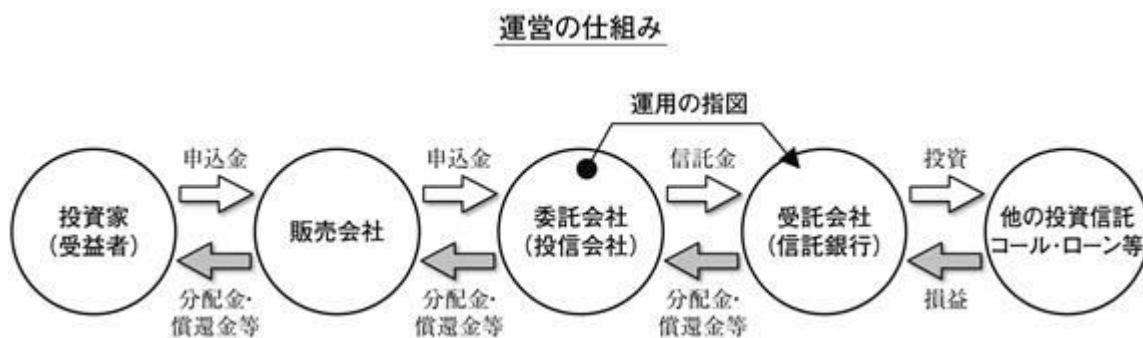 運営の仕組み
運用の指図
申込金
申込金
信託金
投資
投資家
（受益者）
販売会社
委託会社
（投信会社）
受託会社
（信託銀行）
他の投資信託
コール・ローン等
分配金・
償還金等
分配金・
償還金等
分配金・
償還金等
損益